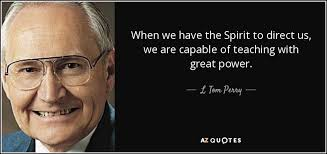 When we have the Spirit to direct us,
we are capable of teaching with
great power.
L. Tom Perry
AZ QUOTES